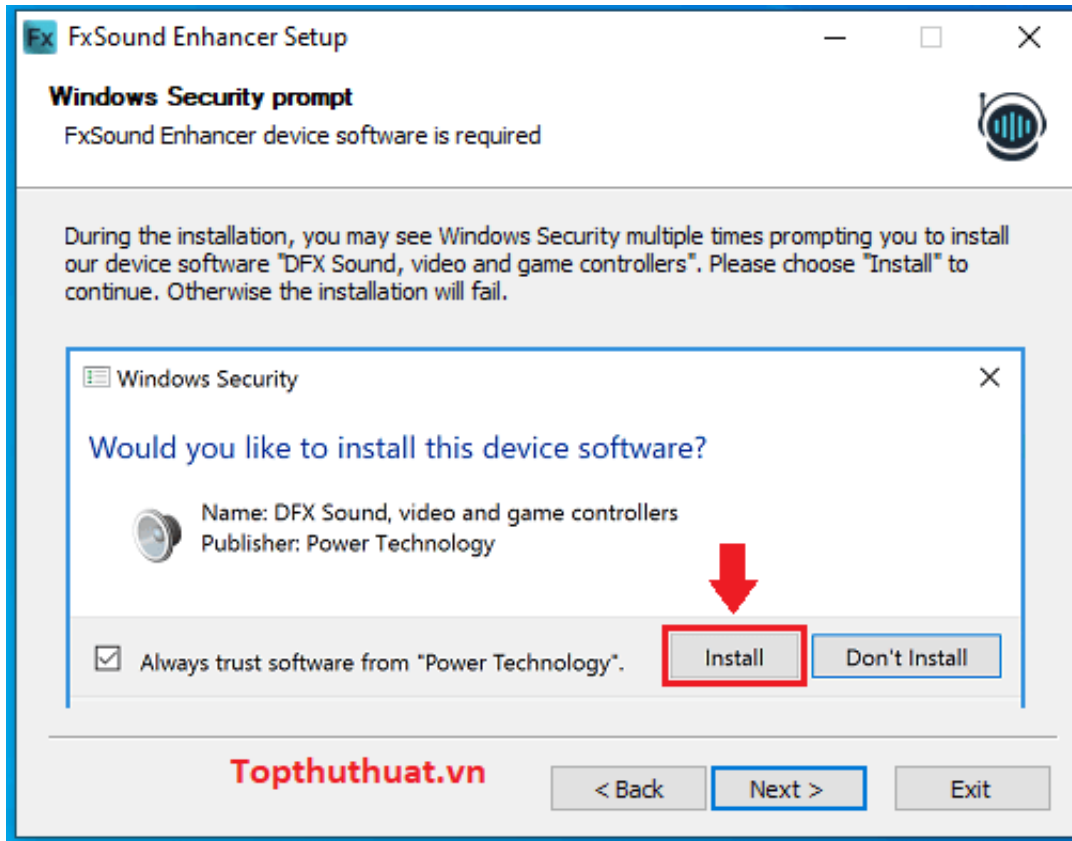 Fx FxSound Enhancer Setup
Windows Security prompt
FxSound Enhancer device software is required
During the installation, you may see Windows Security multiple times prompting you to install
our device software "DFX Sound, video and game controllers". Please choose "Install" to
continue. Otherwise the installation will fail.
Windows Security
Would you like to install this device software?
Name: DFX Sound, video and game controllers
Publisher: Power Technology
Always trust software from "Power Technology".
Install
Don't Install
Topthuthuat.vn
< Back
Next >
Exit